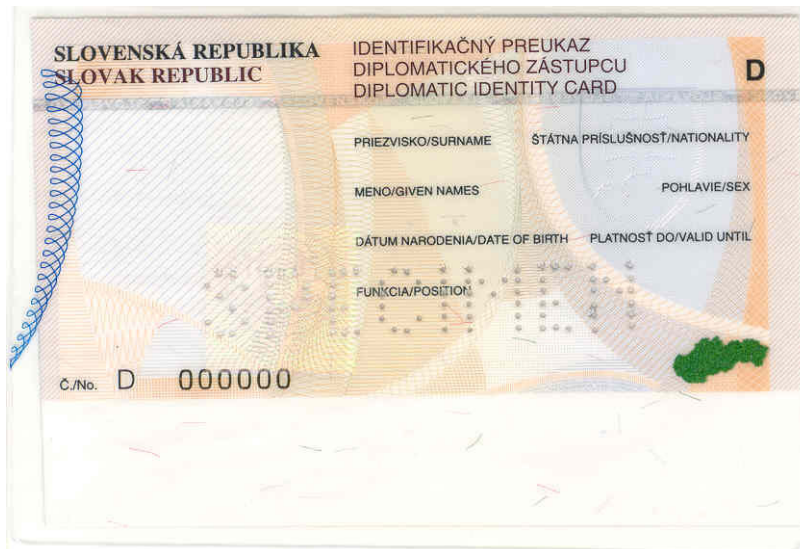 SLOVENSKÁ REPUBLIKA
SLOVAK REPUBLIC
IDENTIFIKAČNÝ PREUKAZ
DIPLOMATICKÉHO ZÁSTUPCU
DIPLOMATIC IDENTITY CARD
D
PRIEZVISKO/SURNAME
ŠTÁTNA PRÍSLUŠNOSŤ/NATIONALITY
MENO/GIVEN NAMES
POHLAVIE/SEX
DÁTUM NARODENIA/DATE OF BIRTH
PLATNOSŤ DO/VALID UNTIL
FUNKCIA/POSITION
Č./No. D 000000